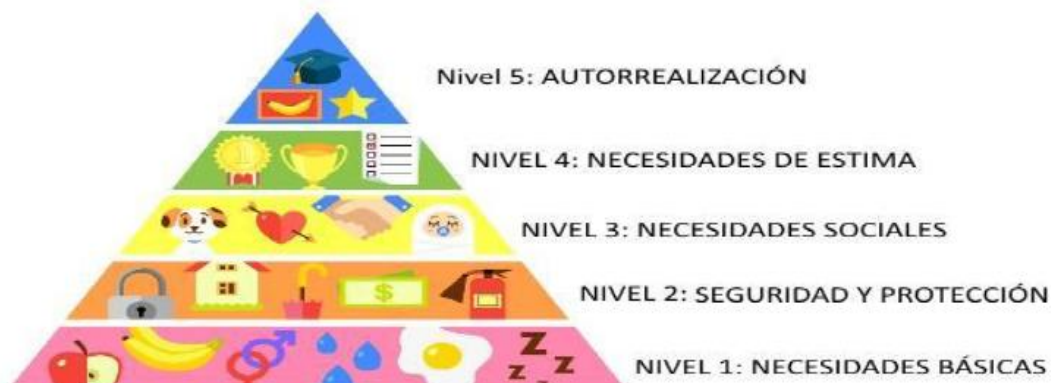 Nivel 5: AUTORREALIZACIÓN
1
NIVEL 4: NECESIDADES DE ESTIMA
NIVEL 3: NECESIDADES SOCIALES
$
NIVEL 2: SEGURIDAD Y PROTECCIÓN
Z Z Z Z
NIVEL 1: NECESIDADES BÁSICAS